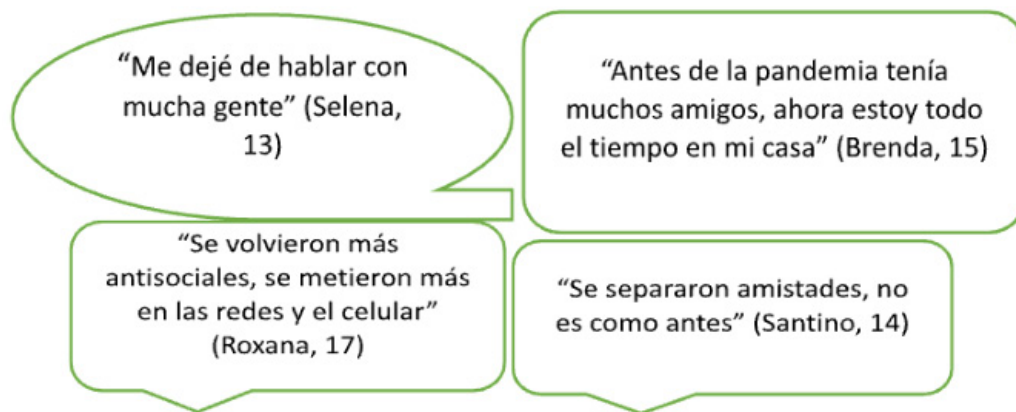 “Me dejé de hablar con
mucha gente” (Selena,
13)
“Antes de la pandemia tenía
muchos amigos, ahora estoy todo
el tiempo en mi casa” (Brenda, 15)
“Se volvieron más
antisociales, se metieron más
en las redes y el celular”
(Roxana, 17)
“Se separaron amistades, no
es como antes” (Santino, 14)